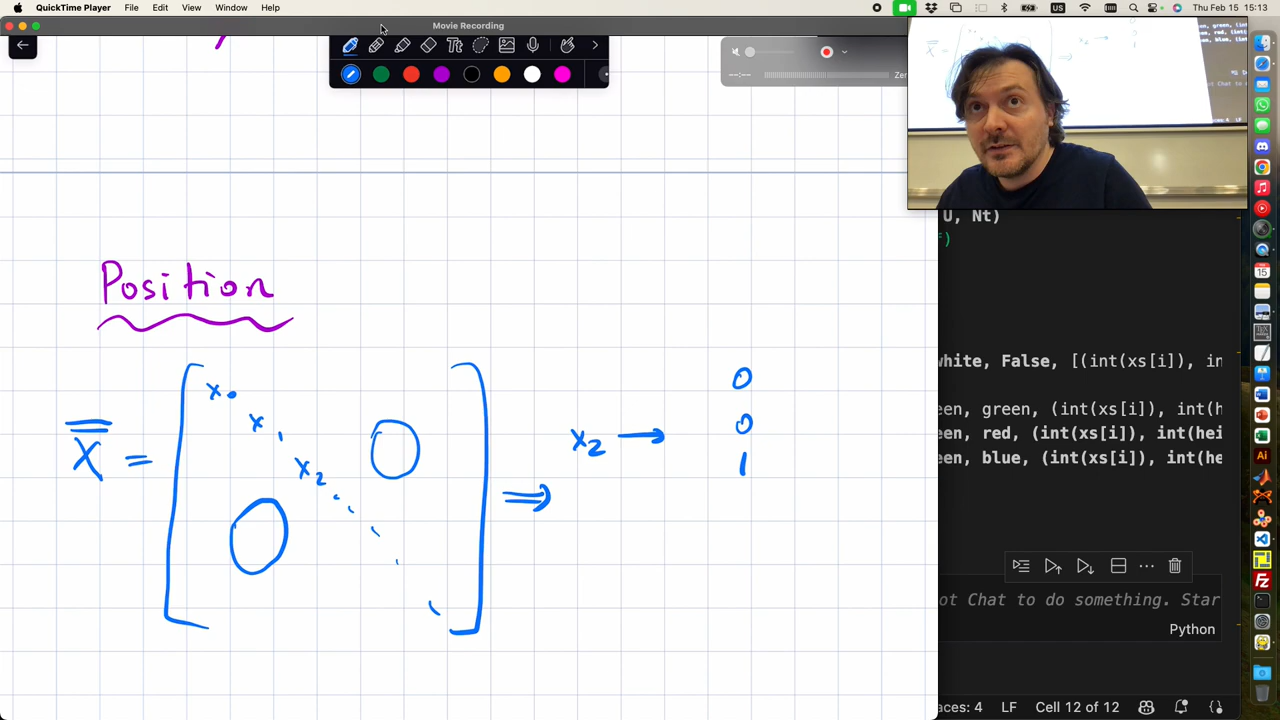 QuickTime Player File Edit View Window Help US Thu Feb 15 15:13
Movie Recording
--:--
Zer
U, Nt)
)
Position
white, False, [(int(xs[i]), in
een, green, (int(xs[i]), int(h
een, red, (int(xs[i]), int(hei
een, blue, (int(xs[i]), int(he
X = [ x₀ x₁ x₂ 0 0 ] ⇒ x₂ → 0
0
1
ot Chat to do something. Star
Python
aces: 4 LF Cell 12 of 12